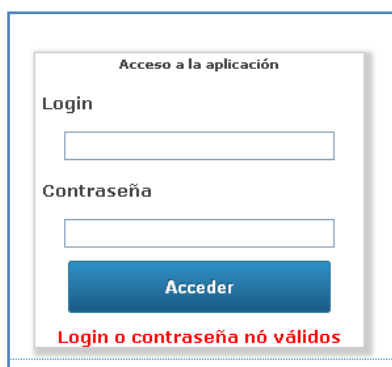 Acceso a la aplicación
Login
Contraseña
Acceder
Login o contraseña nó válidos